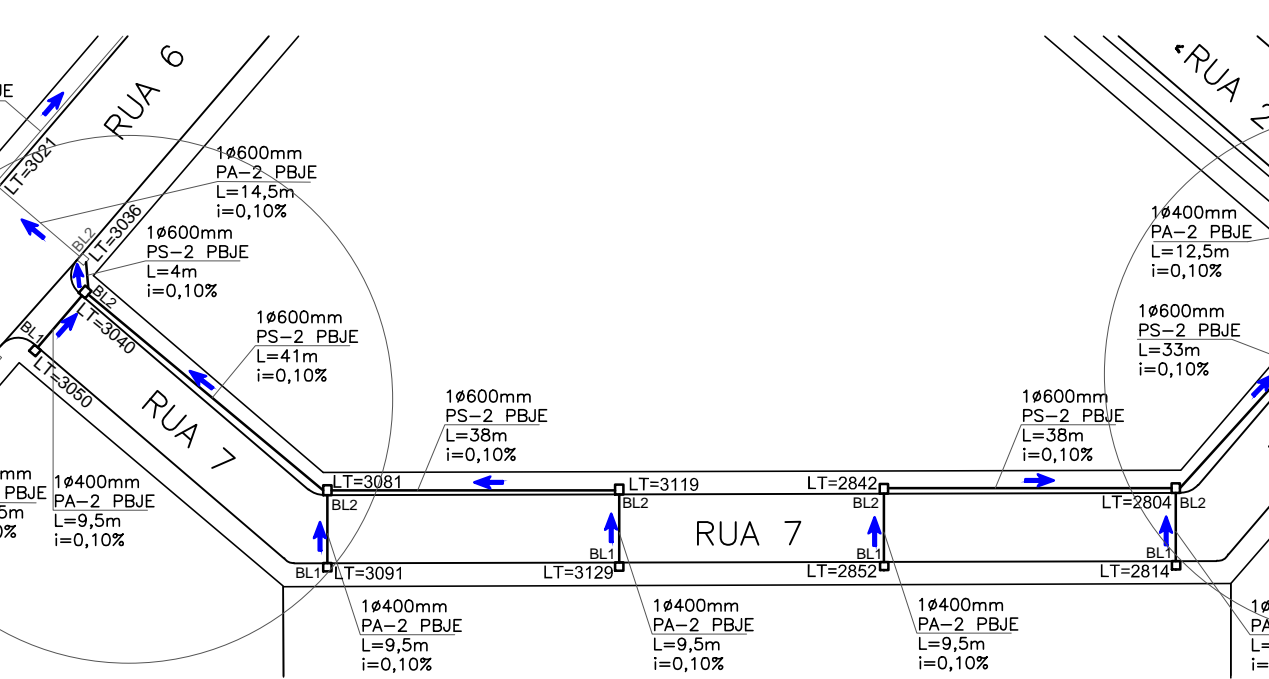 RUA 6
RUA 2
JE
LT=3021
1ø600mm
PA-2 PBJE
L=14,5m
i=0,10%
LT=3036
BL2
1ø600mm
PS-2 PBJE
L=4m
i=0,10%
1ø400mm
PA-2 PBJE
L=12,5m
i=0,10%
BL2
LT=3040
BL1
LT=3050
1ø600mm
PS-2 PBJE
L=41m
i=0,10%
1ø600mm
PS-2 PBJE
L=33m
i=0,10%
RUA 7
1ø600mm
PS-2 PBJE
L=38m
i=0,10%
1ø600mm
PS-2 PBJE
L=38m
i=0,10%
mm
PBJE
5m
0%
1ø400mm
PA-2 PBJE
L=9,5m
i=0,10%
LT=3081
BL2
LT=3119
BL2
LT=2842
BL2
LT=2804
BL2
RUA 7
BL1
LT=3091
BL1
LT=3129
BL1
LT=2852
BL1
LT=2814
1ø400mm
PA-2 PBJE
L=9,5m
i=0,10%
1ø400mm
PA-2 PBJE
L=9,5m
i=0,10%
1ø400mm
PA-2 PBJE
L=9,5m
i=0,10%
1ø
PA
L=
i=